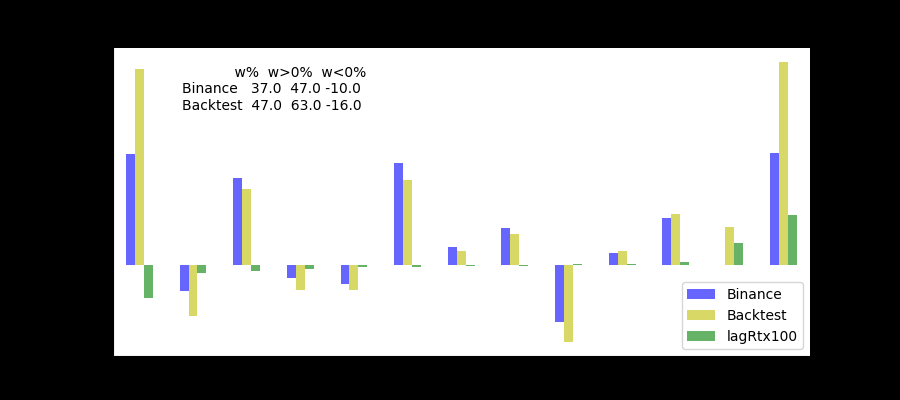 w% w>0% w<0%
Binance 37.0 47.0 -10.0
Backtest 47.0 63.0 -16.0
Binance
Backtest
lagRtx100